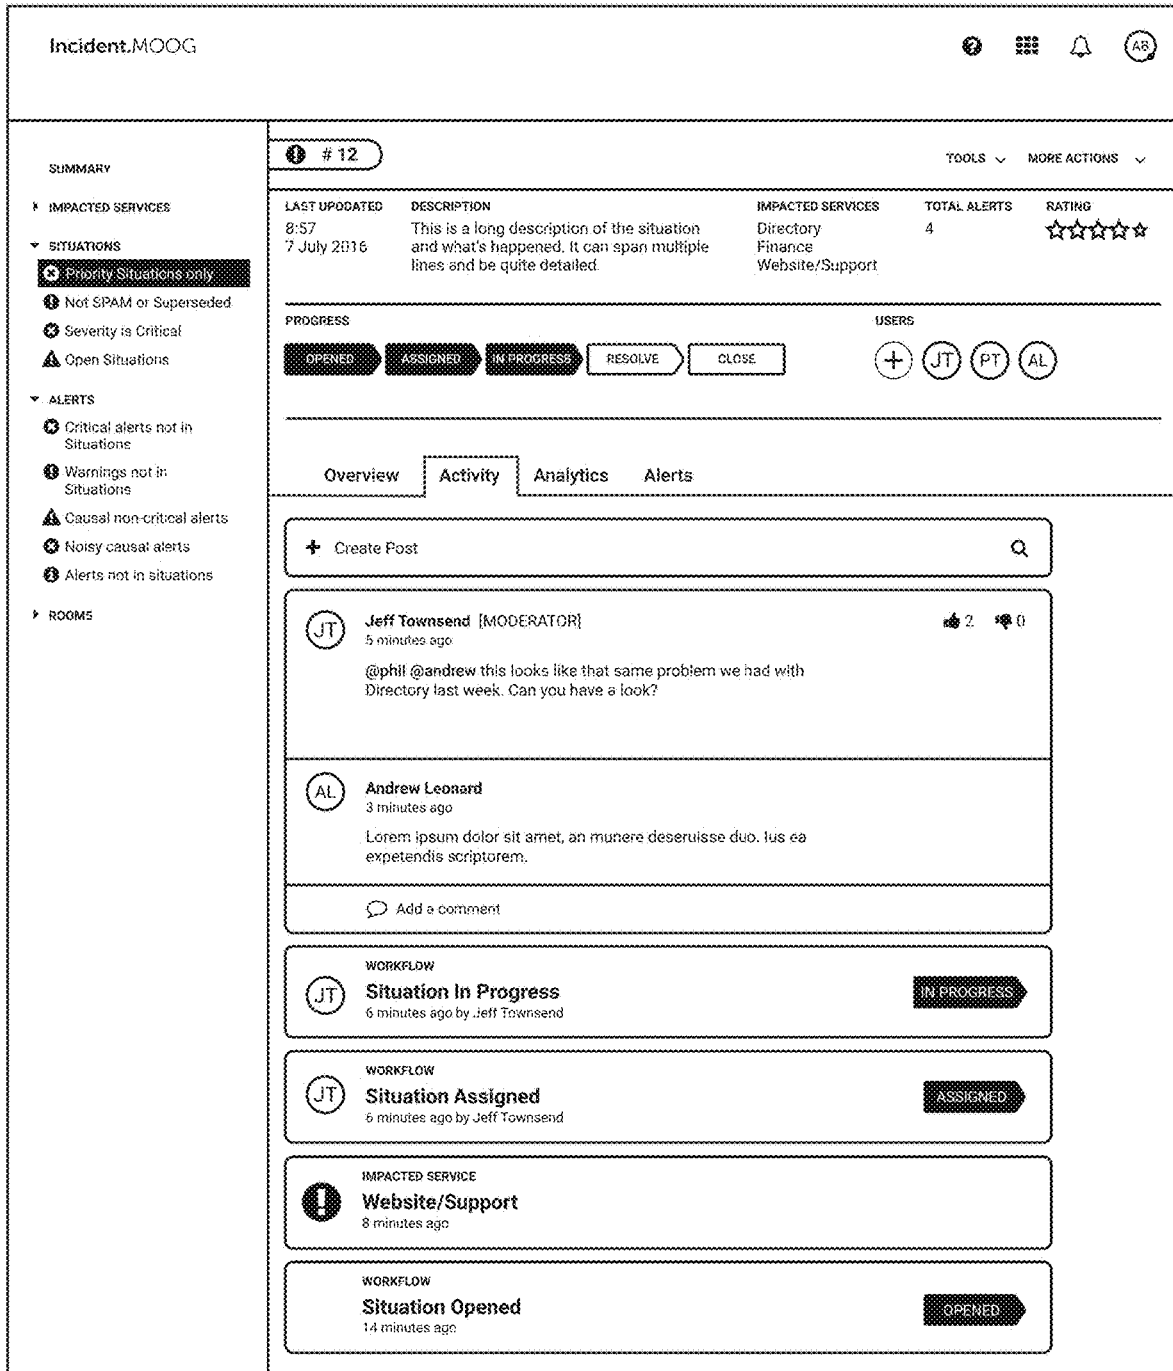 Incident.MOOG
AB
SUMMARY
IMPACTED SERVICES
SITUATIONS
Priority Situations only
Not SPAM or Superseded
Severity is Critical
Open Situations
ALERTS
Critical alerts not in
Situations
Warnings not in
Situations
Causal non-critical alerts
Noisy causal alerts
Alerts not in situations
ROOMS
# 12
TOOLS
MORE ACTIONS
LAST UPODATED
8:57
7 July 2016
DESCRIPTION
This is a long description of the situation
and what's happened. It can span multiple
lines and be quite detailed.
IMPACTED SERVICES
Directory
Finance
Website/Support
TOTAL ALERTS
4
RATING
PROGRESS
OPENED
ASSIGNED
IN PROGRESS
RESOLVE
CLOSE
USERS
JT
PT
AL
Overview
Activity
Analytics
Alerts
Create Post
JT
Jeff Townsend [MODERATOR]
2
0
5 minutes ago
@phil @andrew this looks like that same problem we had with
Directory last week. Can you have a look?
AL
Andrew Leonard
3 minutes ago
Lorem ipsum dolor sit amet, an munere deseruisse duo. Ius ea
expetendis scriptorem.
Add a comment
WORKFLOW
JT
Situation In Progress
6 minutes ago by Jeff Townsend
IN PROGRESS
WORKFLOW
JT
Situation Assigned
6 minutes ago by Jeff Townsend
ASSIGNED
IMPACTED SERVICE
Website/Support
8 minutes ago
WORKFLOW
Situation Opened
14 minutes ago
OPENED